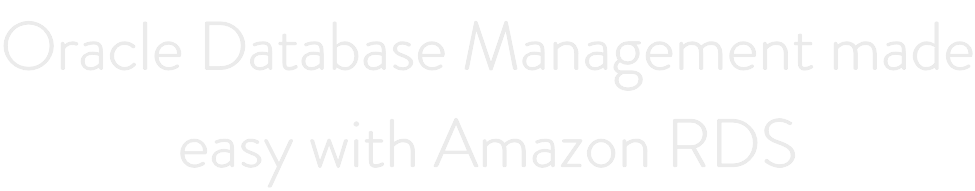 Oracle Database Management made
easy with Amazon RDS